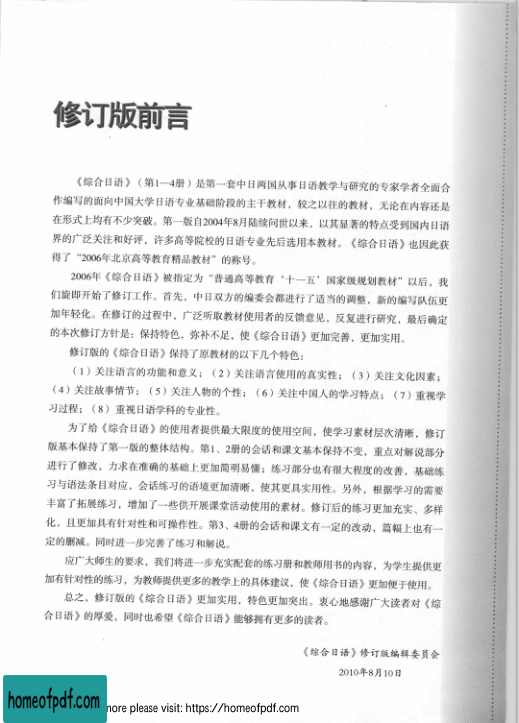 修订版前言
《综合日语》（第1—4册）是第一套中日两国从事日语教学与研究的专家学者全面合
作编写的面向中国大学日语专业基础阶段的主干教材，较之以往的教材，无论在内容还是
在形式上均有不少突破。第一版自2004年8月陆续问世以来，以其显著的特点受到国内日语
界的广泛关注和好评，许多高等院校的日语专业先后选用本教材。《综合日语》也因此获
得了“2006年北京高等教育精品教材”的称号。
2006年《综合日语》被指定为“普通高等教育‘十一五’国家级规划教材”以后，我
们旋即开始了修订工作。首先，中日双方的编委会都进行了适当的调整，新的编写队伍更
加年轻化。在修订的过程中，广泛听取教材使用者的反馈意见，反复进行研究，最后确定
的本次修订方针是：保持特色，弥补不足，使《综合日语》更加完善，更加实用。
修订版的《综合日语》保持了原教材的以下几个特色：
（1）关注语言的功能和意义；（2）关注语言使用的真实性；（3）关注文化因素；
（4）关注故事情节；（5）关注人物的个性；（6）关注中国人的学习特点；（7）重视学
习过程；（8）重视日语学科的专业性。
为了给《综合日语》的使用者提供最大限度的使用空间，使学习素材层次清晰，修订
版基本保持了第一版的整体结构。第1、2册的会话和课文基本保持不变，重点对解说部分
进行了修改，力求在准确的基础上更加简明易懂；练习部分也有很大程度的改善，基础练
习与语法条目对应，会话练习的语境更加清晰，使其更具实用性。另外，根据学习的需要
丰富了拓展练习，增加了一些供开展课堂活动使用的素材。修订后的练习更加充实、多样
化，且更加具有针对性和可操作性。第3、4册的会话和课文有一定的改动，篇幅上也有一
定的删减。同时进一步完善了练习和解说。
应广大师生的要求，我们将进一步充实配套的练习册和教师用书的内容，为学生提供更
加有针对性的练习，为教师提供更多的教学上的具体建议，使《综合日语》更加便于使用。
总之，修订版的《综合日语》更加实用，特色更加突出。衷心地感谢广大读者对《综
合日语》的厚爱，同时也希望《综合日语》能够拥有更多的读者。
《综合日语》修订版编辑委员会
2010年8月10日
homeofpdf.com
more please visit: https://homeofpdf.com